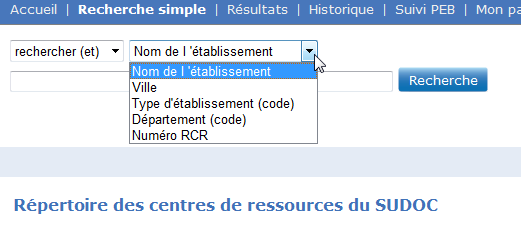 Accueil | Recherche simple | Résultats | Historique | Suivi PEB | Mon pa
rechercher (et) Nom de l 'établissement
Nom de l 'établissement
Ville
Type d'établissement (code)
Département (code)
Numéro RCR
Recherche
Répertoire des centres de ressources du SUDOC